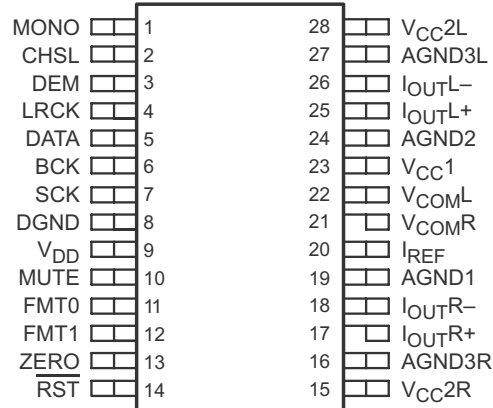 MONO 1 28 VCC2L
CHSL 2 27 AGND3L
DEM 3 26 IOUTL–
LRCK 4 25 IOUTL+
DATA 5 24 AGND2
BCK 6 23 VCC1
SCK 7 22 VCOML
DGND 8 21 VCOMR
VDD 9 20 IREF
MUTE 10 19 AGND1
FMT0 11 18 IOUTR–
FMT1 12 17 IOUTR+
ZERO 13 16 AGND3R
RST 14 15 VCC2R